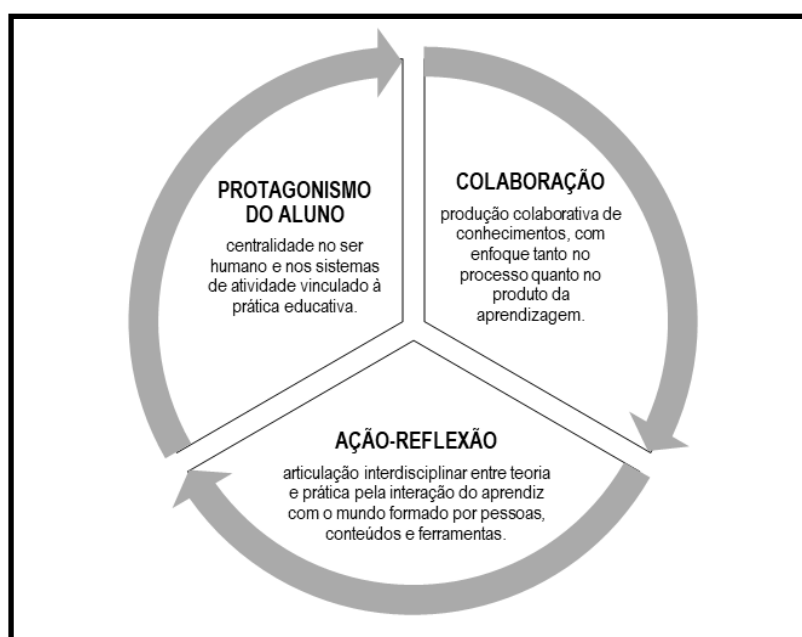 PROTAGONISMO
DO ALUNO
centralidade no ser
humano e nos sistemas
de atividade vinculado à
prática educativa.
COLABORAÇÃO
produção colaborativa de
conhecimentos, com
enfoque tanto no
processo quanto no
produto da
aprendizagem.
AÇÃO-REFLEXÃO
articulação interdisciplinar entre teoria
e prática pela interação do aprendiz
com o mundo formado por pessoas,
conteúdos e ferramentas.